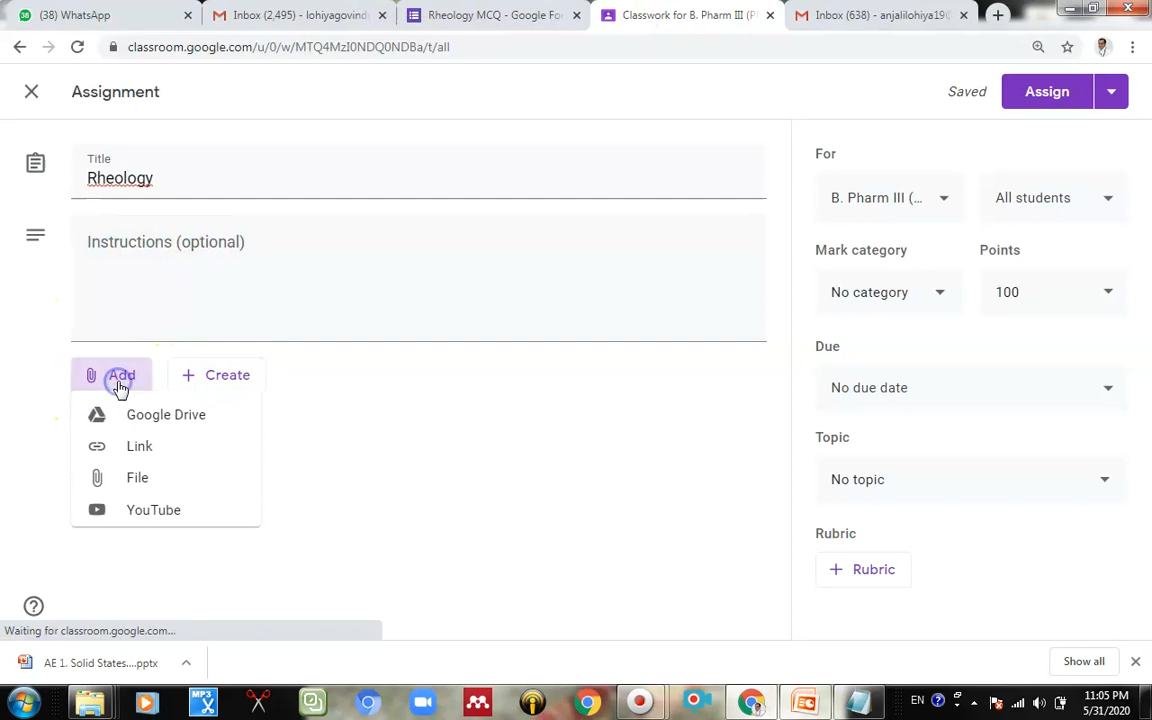 (38) WhatsApp
Inbox (2,495) - lohiyagovind
Rheology MCQ - Google For
Classwork for B. Pharm III (P
Inbox (638) - anjalilohiya19@
classroom.google.com/u/0/w/MTQ4MzI0NDQ0NDBa/t/all
Assignment
Saved
Assign
Title
Rheology
Instructions (optional)
Add
Create
Google Drive
Link
File
YouTube
For
B. Pharm III (...
All students
Mark category
Points
No category
100
Due
No due date
Topic
No topic
Rubric
Rubric
Waiting for classroom.google.com...
AE 1. Solid States....pptx
Show all
MP3
EN
11:05 PM
5/31/2020